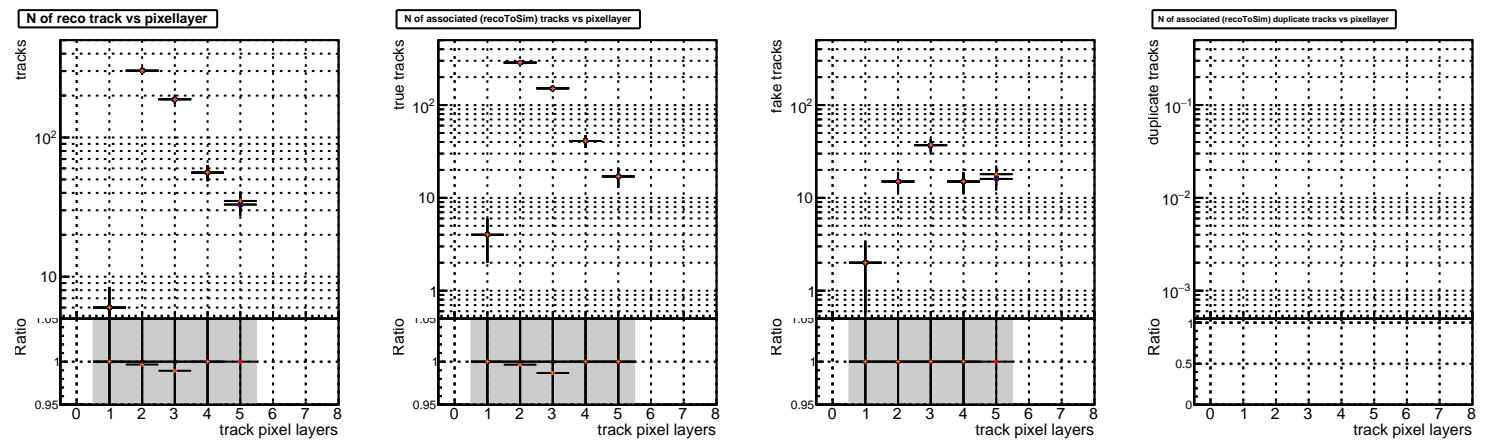 N of reco track vs pixellayer
tracks
10²
10
Ratio
1.05
1
0.95
0 1 2 3 4 5 6 7 8
track pixel layers
N of associated (recoToSim) tracks vs pixellayer
true tracks
10²
10
1
Ratio
1.05
1
0.95
0 1 2 3 4 5 6 7 8
track pixel layers
fake tracks
10²
10
1
Ratio
1.05
1
0.95
0 1 2 3 4 5 6 7 8
track pixel layers
N of associated (recoToSim) duplicate tracks vs pixellayer
duplicate tracks
10⁻¹
10⁻²
10⁻³
Ratio
1
0.5
0
0 1 2 3 4 5 6 7 8
track pixel layers